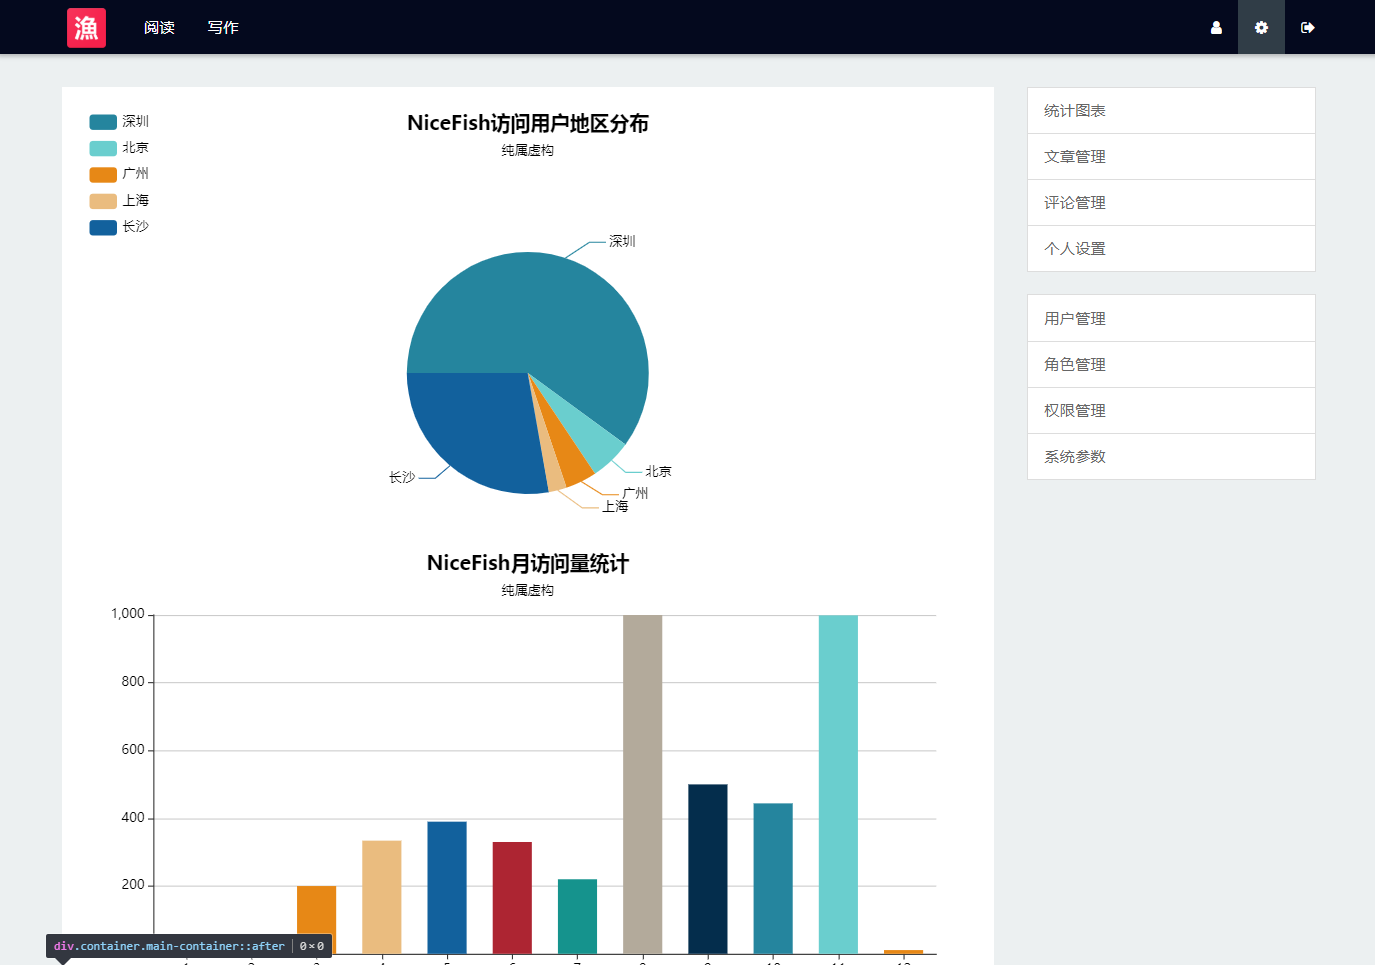 漁 阅读 写作
深圳
北京
广州
上海
长沙
NiceFish访问用户地区分布
纯属虚构
深圳
北京
广州
上海
长沙
NiceFish月访问量统计
纯属虚构
1,000
800
600
400
200
div.container.main-container::after 0×0
统计图表
文章管理
评论管理
个人设置
用户管理
角色管理
权限管理
系统参数